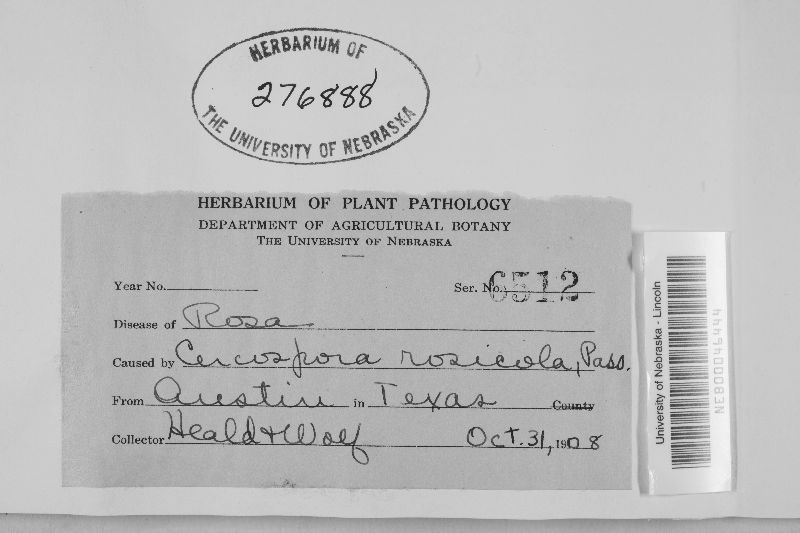 HERBARIUM OF
276888
THE UNIVERSITY OF NEBRASKA
HERBARIUM OF PLANT PATHOLOGY
DEPARTMENT OF AGRICULTURAL BOTANY
THE UNIVERSITY OF NEBRASKA
Year No. Ser. No. 6512
Disease of Rosa
Caused by Cercospora rosicola, Pass.
From Austin in Texas County
Collector Heald + Wolf Oct. 31, 1908
University of Nebraska - Lincoln
NEB00046444